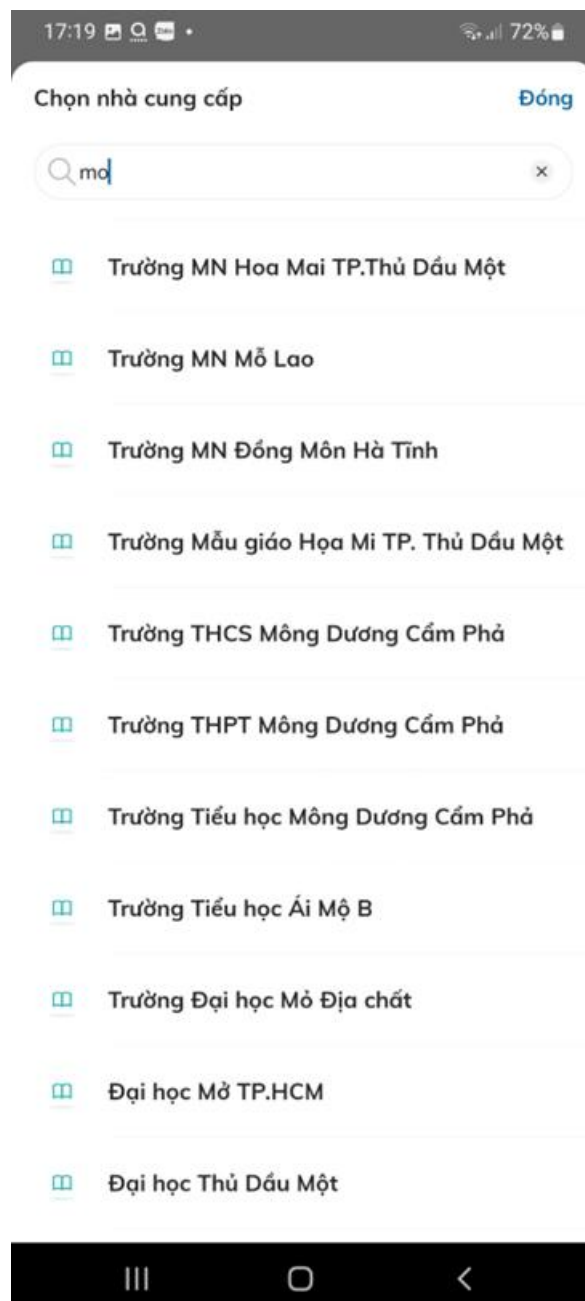 17:19
72%
Chọn nhà cung cấp
Đóng
mo
Trường MN Hoa Mai TP.Thủ Dầu Một
Trường MN Mỗ Lao
Trường MN Đồng Môn Hà Tĩnh
Trường Mẫu giáo Họa Mi TP. Thủ Dầu Một
Trường THCS Mông Dương Cẩm Phả
Trường THPT Mông Dương Cẩm Phả
Trường Tiểu học Mông Dương Cẩm Phả
Trường Tiểu học Ái Mộ B
Trường Đại học Mỏ Địa chất
Đại học Mở TP.HCM
Đại học Thủ Dầu Một